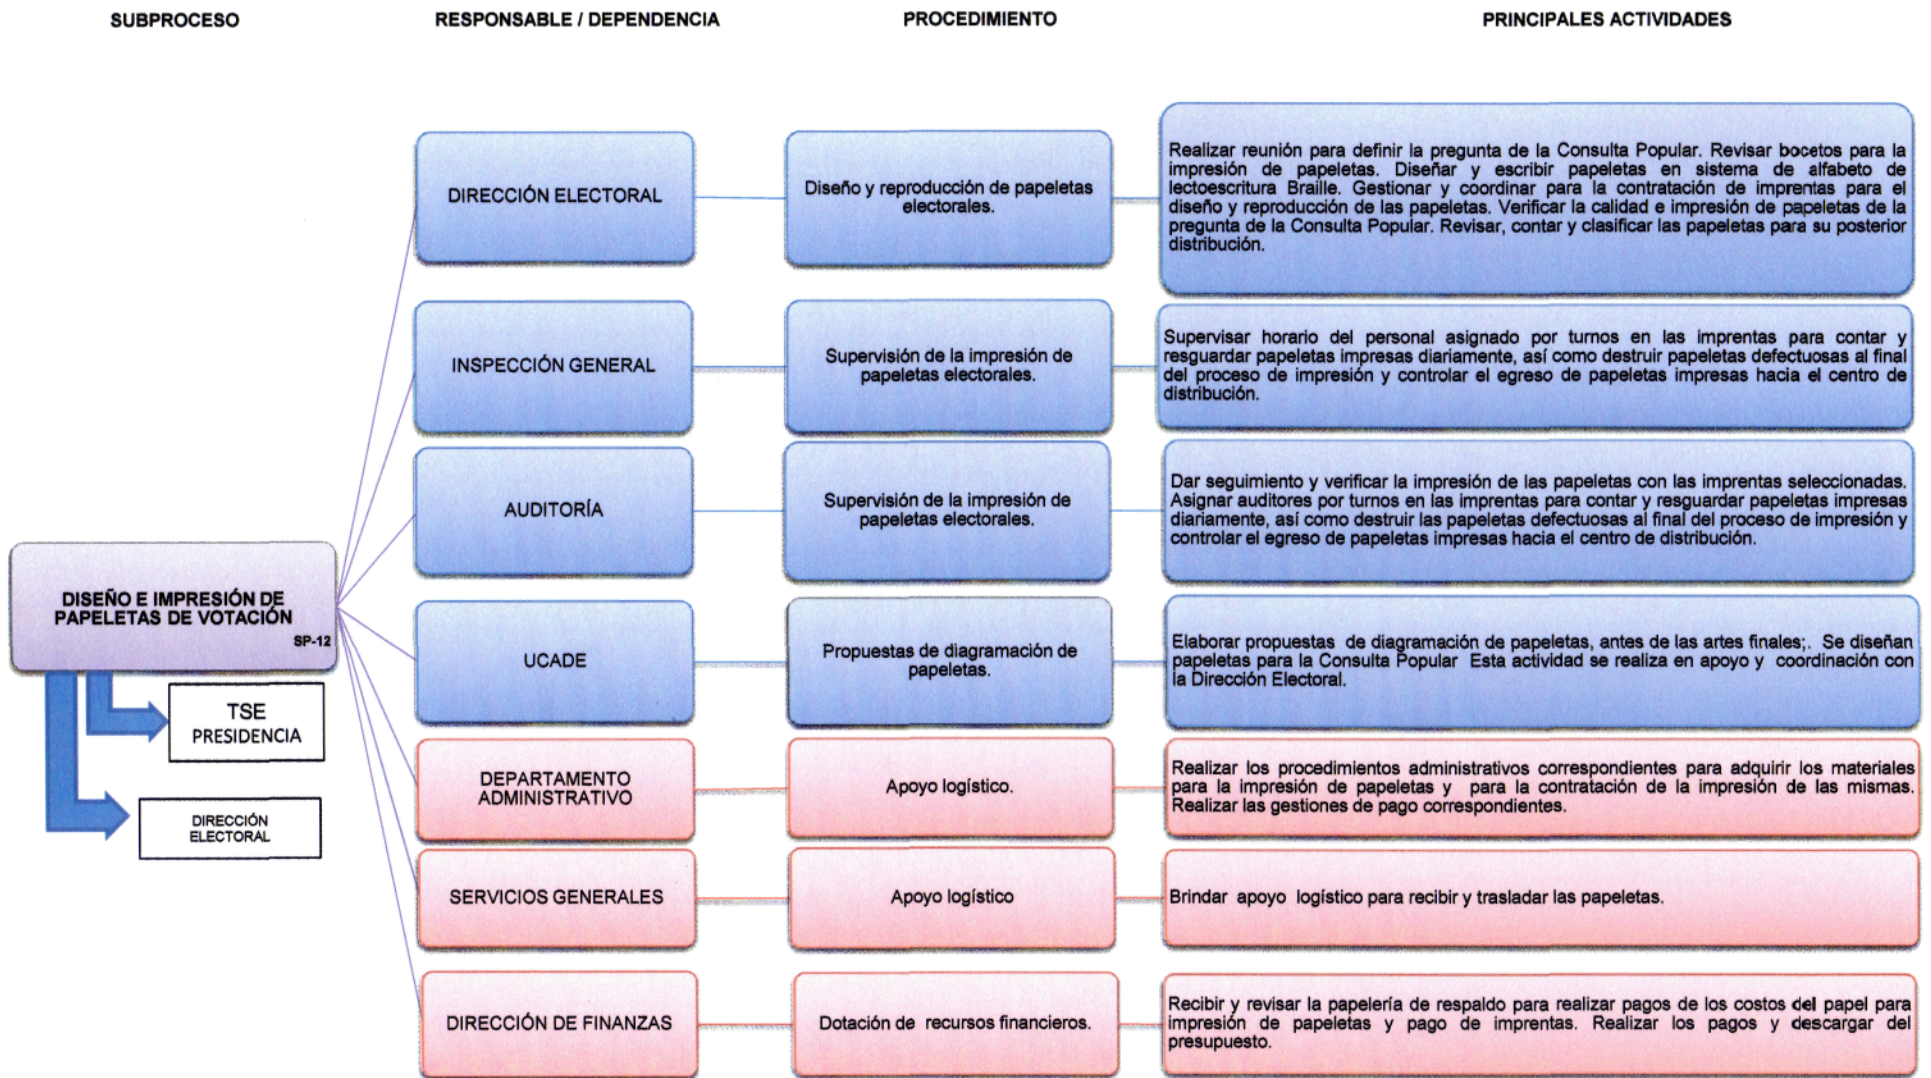 SUBPROCESO
RESPONSABLE / DEPENDENCIA
PROCEDIMIENTO
PRINCIPALES ACTIVIDADES
DISEÑO E IMPRESIÓN DE
PAPELETAS DE VOTACIÓN
SP-12
TSE
PRESIDENCIA
DIRECCIÓN
ELECTORAL
DIRECCIÓN ELECTORAL
Diseño y reproducción de papeletas
electorales.
Realizar reunión para definir la pregunta de la Consulta Popular. Revisar bocetos para la
impresión de papeletas. Diseñar y escribir papeletas en sistema de alfabeto de
lectoescritura Braille. Gestionar y coordinar para la contratación de imprentas para el
diseño y reproducción de las papeletas. Verificar la calidad e impresión de papeletas de la
pregunta de la Consulta Popular. Revisar, contar y clasificar las papeletas para su posterior
distribución.
INSPECCIÓN GENERAL
Supervisión de la impresión de
papeletas electorales.
Supervisar horario del personal asignado por turnos en las imprentas para contar y
resguardar papeletas impresas diariamente, así como destruir papeletas defectuosas al final
del proceso de impresión y controlar el egreso de papeletas impresas hacia el centro de
distribución.
AUDITORÍA
Supervisión de la impresión de
papeletas electorales.
Dar seguimiento y verificar la impresión de las papeletas con las imprentas seleccionadas.
Asignar auditores por turnos en las imprentas para contar y resguardar papeletas impresas
diariamente, así como destruir las papeletas defectuosas al final del proceso de impresión y
controlar el egreso de papeletas impresas hacia el centro de distribución.
UCADE
Propuestas de diagramación de
papeletas.
Elaborar propuestas de diagramación de papeletas, antes de las artes finales;. Se diseñan
papeletas para la Consulta Popular Esta actividad se realiza en apoyo y coordinación con
la Dirección Electoral.
DEPARTAMENTO
ADMINISTRATIVO
Apoyo logístico.
Realizar los procedimientos administrativos correspondientes para adquirir los materiales
para la impresión de papeletas y para la contratación de la impresión de las mismas.
Realizar las gestiones de pago correspondientes.
SERVICIOS GENERALES
Apoyo logístico
Brindar apoyo logístico para recibir y trasladar las papeletas.
DIRECCIÓN DE FINANZAS
Dotación de recursos financieros.
Recibir y revisar la papelería de respaldo para realizar pagos de los costos del papel para
impresión de papeletas y pago de imprentas. Realizar los pagos y descargar del
presupuesto.